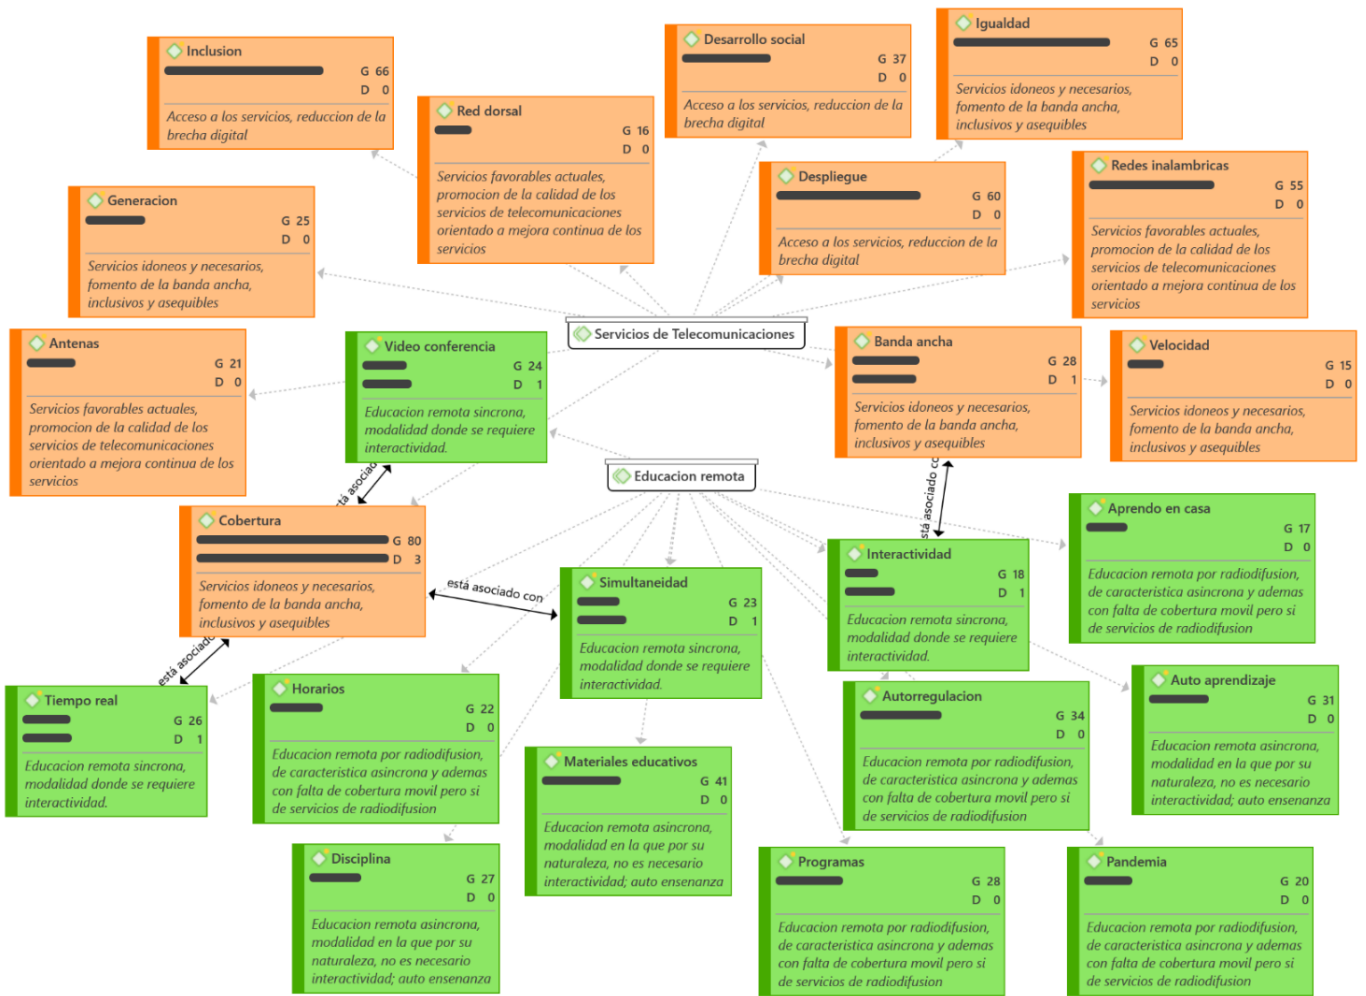 Inclusion
G 66
D 0
Acceso a los servicios, reduccion de la
brecha digital
Red dorsal
G 16
D 0
Servicios favorables actuales,
promocion de la calidad de los
servicios de telecomunicaciones
orientado a mejora continua de los
servicios
Desarrollo social
G 37
D 0
Acceso a los servicios, reduccion de la
brecha digital
Igualdad
G 65
D 0
Servicios idoneos y necesarios,
fomento de la banda ancha,
inclusivos y asequibles
Generacion
G 25
D 0
Servicios idoneos y necesarios,
fomento de la banda ancha,
inclusivos y asequibles
Despliegue
G 60
D 0
Acceso a los servicios, reduccion de la
brecha digital
Redes inalambricas
G 55
D 0
Servicios favorables actuales,
promocion de la calidad de los
servicios de telecomunicaciones
orientado a mejora continua de los
servicios
Servicios de Telecomunicaciones
Antenas
G 21
D 0
Servicios favorables actuales,
promocion de la calidad de los
servicios de telecomunicaciones
orientado a mejora continua de los
servicios
Video conferencia
G 24
D 1
Educacion remota sincrona,
modalidad donde se requiere
interactividad.
Banda ancha
G 28
D 1
Servicios idoneos y necesarios,
fomento de la banda ancha,
inclusivos y asequibles
Velocidad
G 15
D 0
Servicios idoneos y necesarios,
fomento de la banda ancha,
inclusivos y asequibles
Educacion remota
stá asociad
stá asociado co
Cobertura
G 80
D 3
Servicios idoneos y necesarios,
fomento de la banda ancha,
inclusivos y asequibles
está asociado con
Simultaneidad
G 23
D 1
Educacion remota sincrona,
modalidad donde se requiere
interactividad.
Interactividad
G 18
D 1
Educacion remota sincrona,
modalidad donde se requiere
interactividad.
Aprendo en casa
G 17
D 0
Educacion remota por radiodifusion,
de caracteristica asincrona y ademas
con falta de cobertura movil pero si
de servicios de radiodifusion
está asociado
Tiempo real
G 26
D 1
Educacion remota sincrona,
modalidad donde se requiere
interactividad.
Horarios
G 22
D 0
Educacion remota por radiodifusion,
de caracteristica asincrona y ademas
con falta de cobertura movil pero si
de servicios de radiodifusion
Autorregulacion
G 34
D 0
Educacion remota por radiodifusion,
de caracteristica asincrona y ademas
con falta de cobertura movil pero si
de servicios de radiodifusion
Auto aprendizaje
G 31
D 0
Educacion remota asincrona,
modalidad en la que por su
naturaleza, no es necesario
interactividad; auto ensenanza
Materiales educativos
G 41
D 0
Educacion remota asincrona,
modalidad en la que por su
naturaleza, no es necesario
interactividad; auto ensenanza
Disciplina
G 27
D 0
Educacion remota asincrona,
modalidad en la que por su
naturaleza, no es necesario
interactividad; auto ensenanza
Programas
G 28
D 0
Educacion remota por radiodifusion,
de caracteristica asincrona y ademas
con falta de cobertura movil pero si
de servicios de radiodifusion
Pandemia
G 20
D 0
Educacion remota por radiodifusion,
de caracteristica asincrona y ademas
con falta de cobertura movil pero si
de servicios de radiodifusion